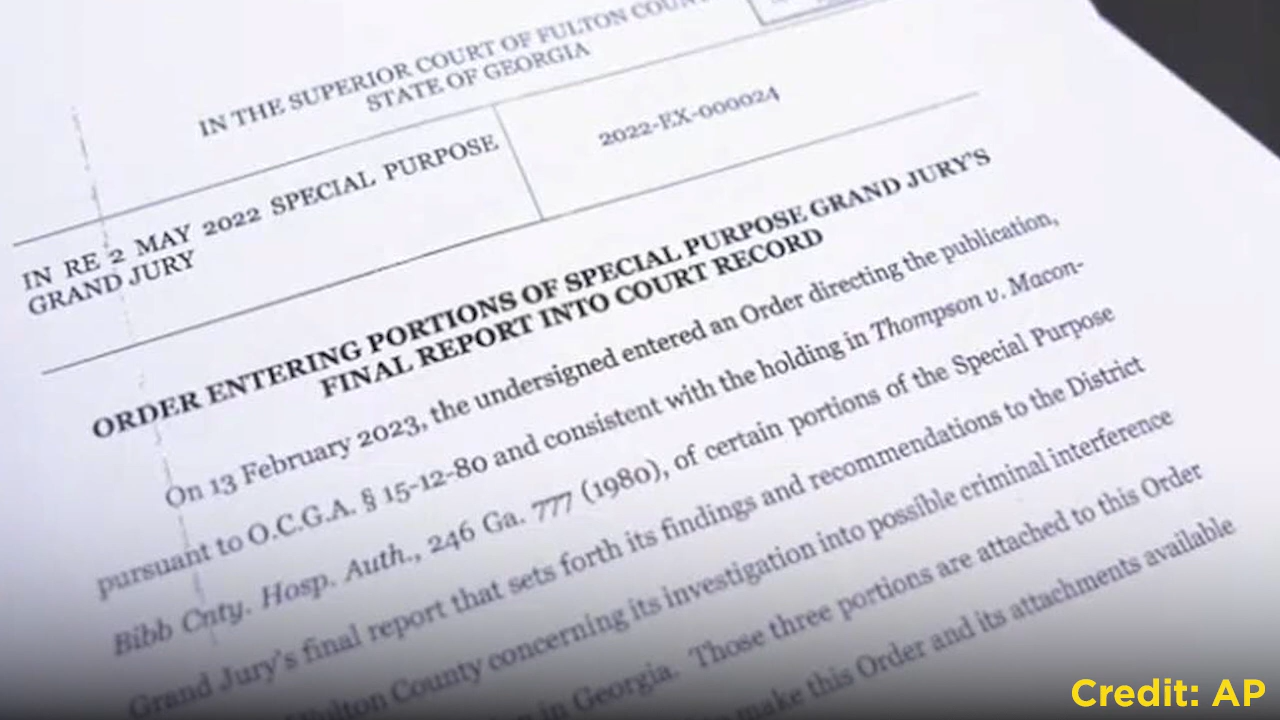 IN THE SUPERIOR COURT OF FULTON COUNTY
STATE OF GEORGIA
IN RE 2 MAY 2022 SPECIAL PURPOSE
GRAND JURY
2022-EX-000024
ORDER ENTERING PORTIONS OF SPECIAL PURPOSE GRAND JURY'S
FINAL REPORT INTO COURT RECORD
On 13 February 2023, the undersigned entered an Order directing the publication,
pursuant to O.C.G.A. § 15-12-80 and consistent with the holding in Thompson v. Macon-
Bibb Cnty. Hosp. Auth., 246 Ga. 777 (1980), of certain portions of the Special Purpose
Grand Jury's final report that sets forth its findings and recommendations to the District
Fulton County concerning its investigation into possible criminal interference
in Georgia. Those three portions are attached to this Order
make this Order and its attachments available
Credit: AP